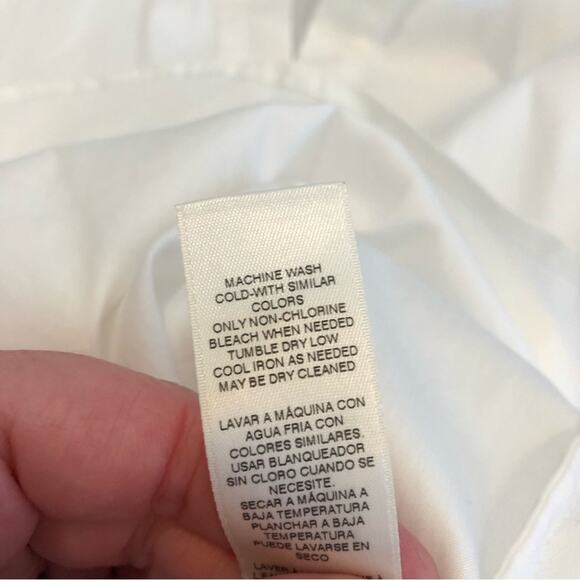 MACHINE WASH
COLD-WITH SIMILAR
COLORS
ONLY NON-CHLORINE
BLEACH WHEN NEEDED
TUMBLE DRY LOW
COOL IRON AS NEEDED
MAY BE DRY CLEANED
LAVAR A MÁQUINA CON
AGUA FRIA CON
COLORES SIMILARES.
USAR BLANQUEADOR
SIN CLORO CUANDO SE
NECESITE.
SECAR A MÁQUINA A
BAJA TEMPERATURA
PLANCHAR A BAJA
TEMPERATURA
PUEDE LAVARSE EN
SECO